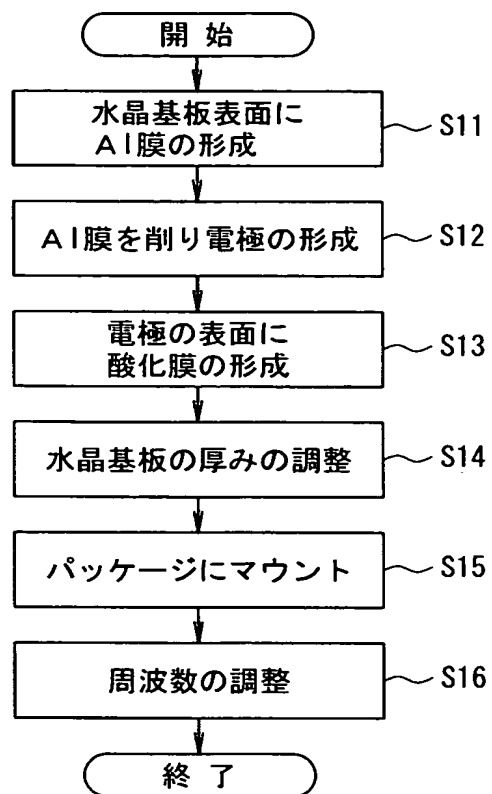 開 始
水晶基板表面に
Al膜の形成
S11
Al膜を削り電極の形成
S12
電極の表面に
酸化膜の形成
S13
水晶基板の厚みの調整
S14
パッケージにマウント
S15
周波数の調整
S16
終 了